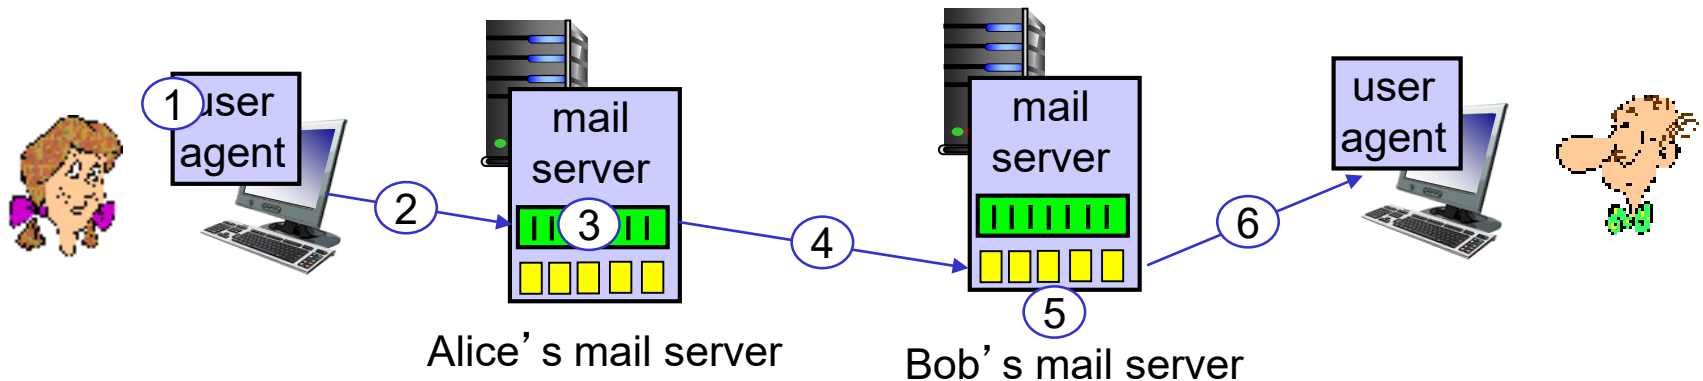 1
user
agent
2
mail
server
3
Alice’s mail server
4
mail
server
5
Bob’s mail server
6
user
agent